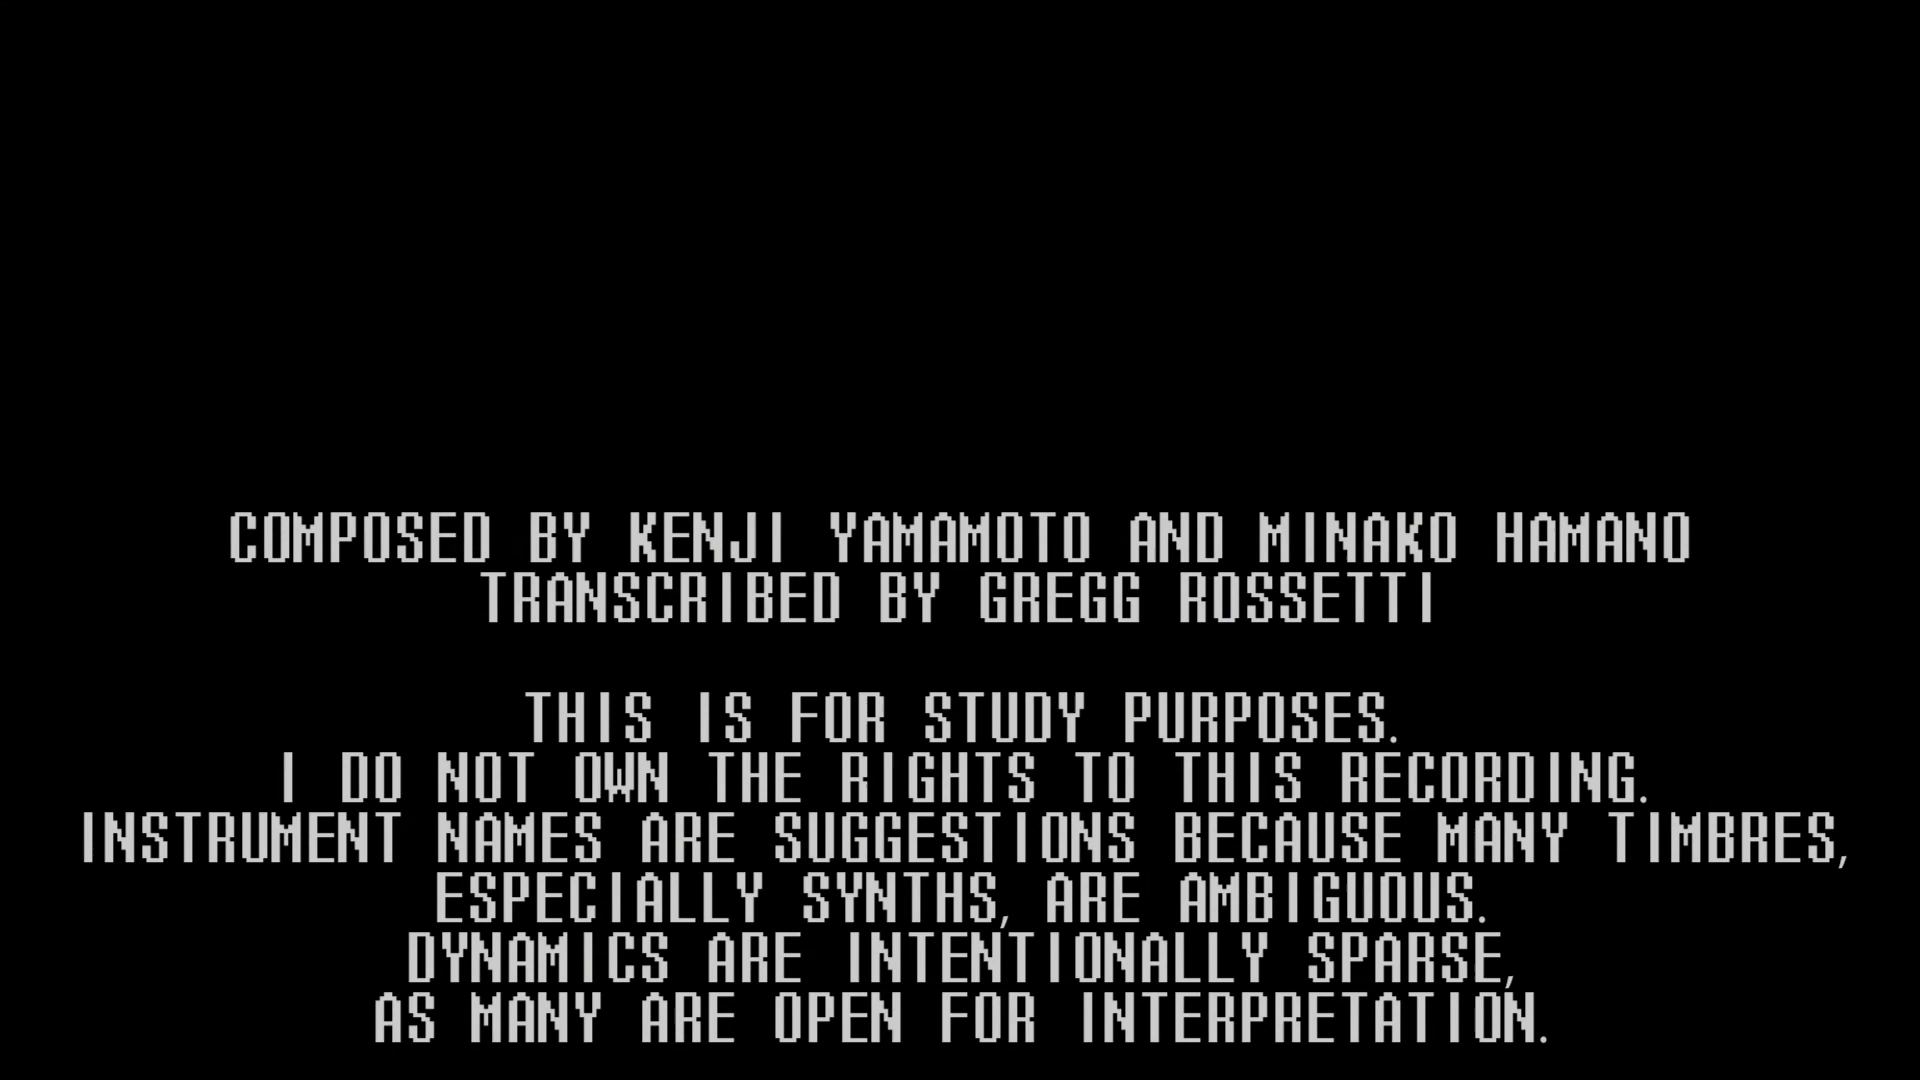 COMPOSED BY KENJI YAMAMOTO AND MINAKO HAMANO
TRANSCRIBED BY GREGG ROSSETTI
THIS IS FOR STUDY PURPOSES.
I DO NOT OWN THE RIGHTS TO THIS RECORDING.
INSTRUMENT NAMES ARE SUGGESTIONS BECAUSE MANY TIMBRES,
ESPECIALLY SYNTHS, ARE AMBIGUOUS.
DYNAMICS ARE INTENTIONALLY SPARSE,
AS MANY ARE OPEN FOR INTERPRETATION.